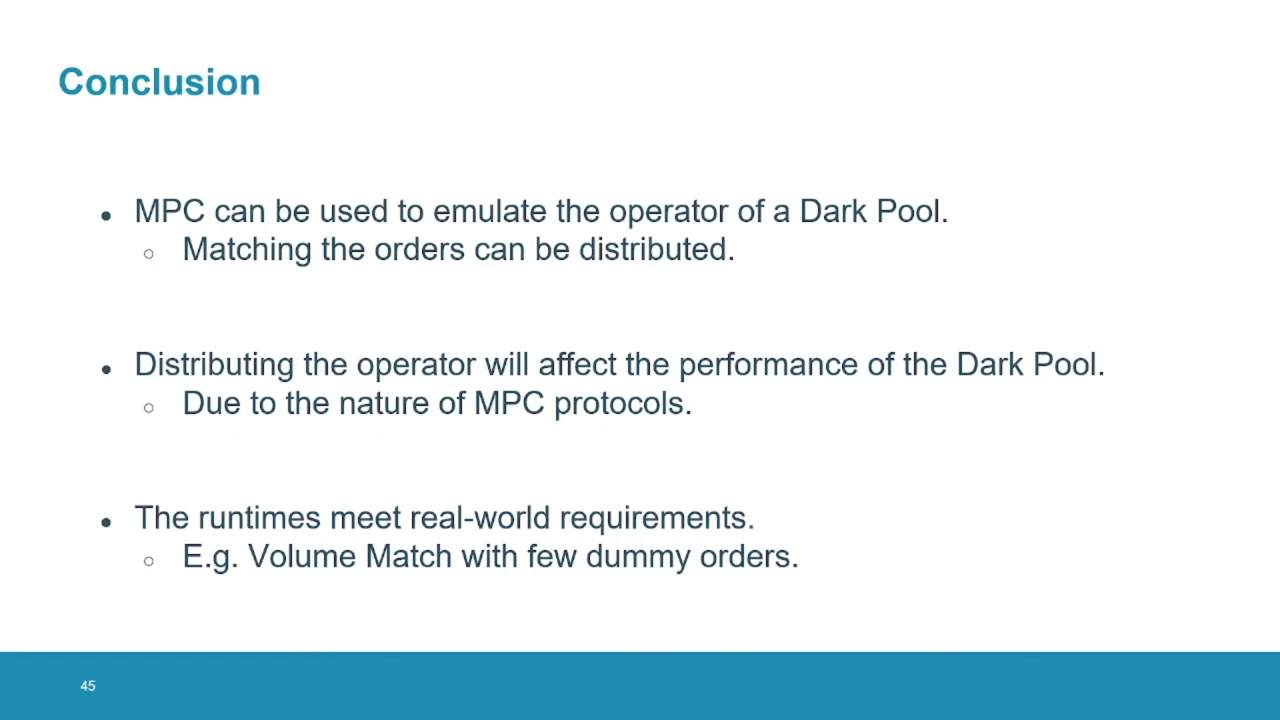 Conclusion
● MPC can be used to emulate the operator of a Dark Pool.
○ Matching the orders can be distributed.
● Distributing the operator will affect the performance of the Dark Pool.
○ Due to the nature of MPC protocols.
● The runtimes meet real-world requirements.
○ E.g. Volume Match with few dummy orders.
45